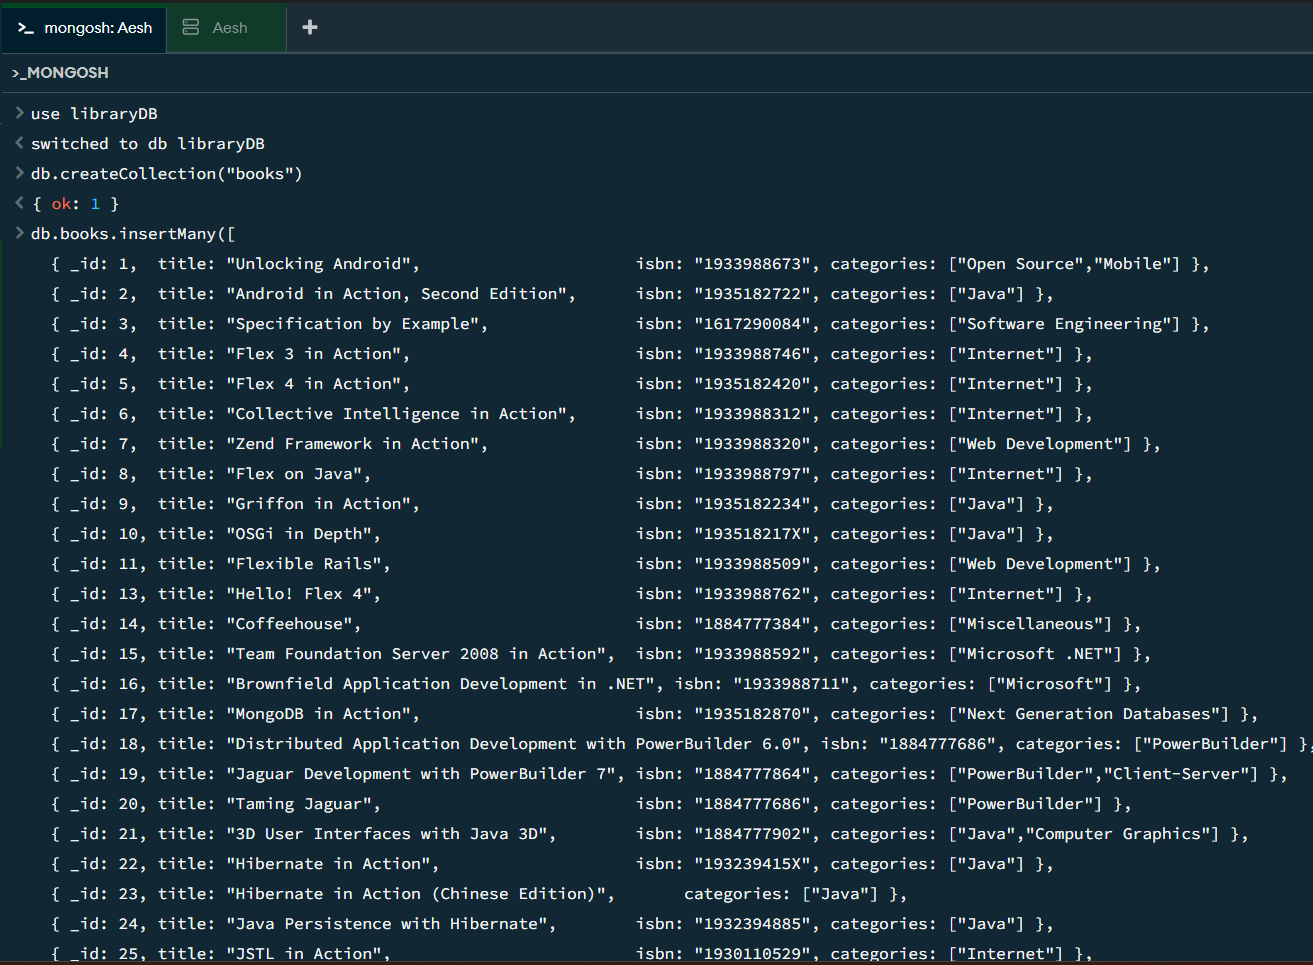 >_ mongosh: Aesh Aesh +
>_MONGOSH
> use libraryDB
< switched to db libraryDB
> db.createCollection("books")
< { ok: 1 }
> db.books.insertMany([
{ _id: 1, title: "Unlocking Android", isbn: "1933988673", categories: ["Open Source","Mobile"] },
{ _id: 2, title: "Android in Action, Second Edition", isbn: "1935182722", categories: ["Java"] },
{ _id: 3, title: "Specification by Example", isbn: "1617290084", categories: ["Software Engineering"] },
{ _id: 4, title: "Flex 3 in Action", isbn: "1933988746", categories: ["Internet"] },
{ _id: 5, title: "Flex 4 in Action", isbn: "1935182420", categories: ["Internet"] },
{ _id: 6, title: "Collective Intelligence in Action", isbn: "1933988312", categories: ["Internet"] },
{ _id: 7, title: "Zend Framework in Action", isbn: "1933988320", categories: ["Web Development"] },
{ _id: 8, title: "Flex on Java", isbn: "1933988797", categories: ["Internet"] },
{ _id: 9, title: "Griffon in Action", isbn: "1935182234", categories: ["Java"] },
{ _id: 10, title: "OSGi in Depth", isbn: "193518217X", categories: ["Java"] },
{ _id: 11, title: "Flexible Rails", isbn: "1933988509", categories: ["Web Development"] },
{ _id: 13, title: "Hello! Flex 4", isbn: "1933988762", categories: ["Internet"] },
{ _id: 14, title: "Coffeehouse", isbn: "1884777384", categories: ["Miscellaneous"] },
{ _id: 15, title: "Team Foundation Server 2008 in Action", isbn: "1933988592", categories: ["Microsoft .NET"] },
{ _id: 16, title: "Brownfield Application Development in .NET", isbn: "1933988711", categories: ["Microsoft"] },
{ _id: 17, title: "MongoDB in Action", isbn: "1935182870", categories: ["Next Generation Databases"] },
{ _id: 18, title: "Distributed Application Development with PowerBuilder 6.0", isbn: "1884777686", categories: ["PowerBuilder"] },
{ _id: 19, title: "Jaguar Development with PowerBuilder 7", isbn: "1884777864", categories: ["PowerBuilder","Client-Server"] },
{ _id: 20, title: "Taming Jaguar", isbn: "1884777686", categories: ["PowerBuilder"] },
{ _id: 21, title: "3D User Interfaces with Java 3D", isbn: "1884777902", categories: ["Java","Computer Graphics"] },
{ _id: 22, title: "Hibernate in Action", isbn: "193239415X", categories: ["Java"] },
{ _id: 23, title: "Hibernate in Action (Chinese Edition)", categories: ["Java"] },
{ _id: 24, title: "Java Persistence with Hibernate", isbn: "1932394885", categories: ["Java"] },
{ _id: 25, title: "JSTL in Action", isbn: "1930110529", categories: ["Internet"] },